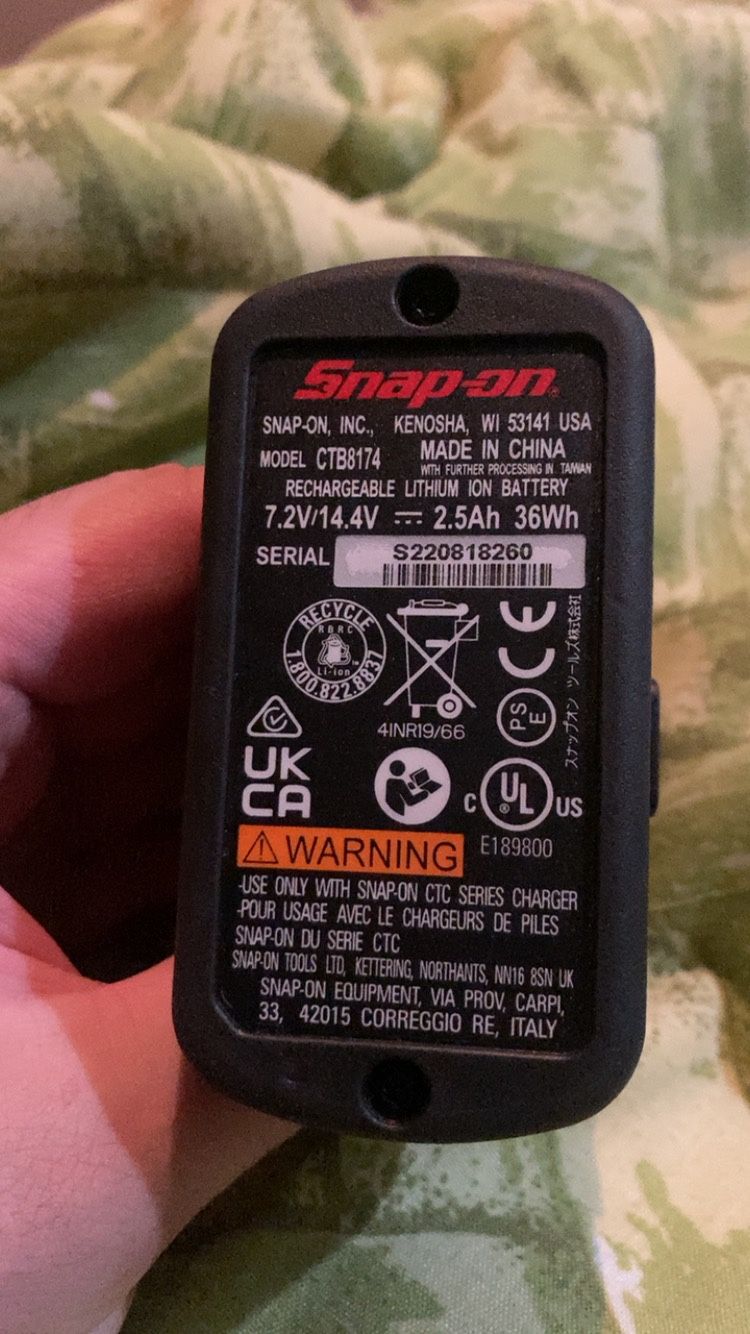 Snap-on®
SNAP-ON, INC., KENOSHA, WI 53141 USA
MODEL CTB8174 MADE IN CHINA
WITH FURTHER PROCESSING IN TAIWAN
RECHARGEABLE LITHIUM ION BATTERY
7.2V/14.4V ⎓ 2.5Ah 36Wh
SERIAL S220818260
RECYCLE
RBRC
Li-ion
1.800.822.8837
CE
スナップオン ツールズ株式会社
PSE
4INR19/66
UK
CA
C UL® US
E189800
WARNING
-USE ONLY WITH SNAP-ON CTC SERIES CHARGER
-POUR USAGE AVEC LE CHARGEURS DE PILES
SNAP-ON DU SERIE CTC
SNAP-ON TOOLS LTD, KETTERING, NORTHANTS, NN16 8SN UK
SNAP-ON EQUIPMENT, VIA PROV, CARPI,
33, 42015 CORREGGIO RE, ITALY